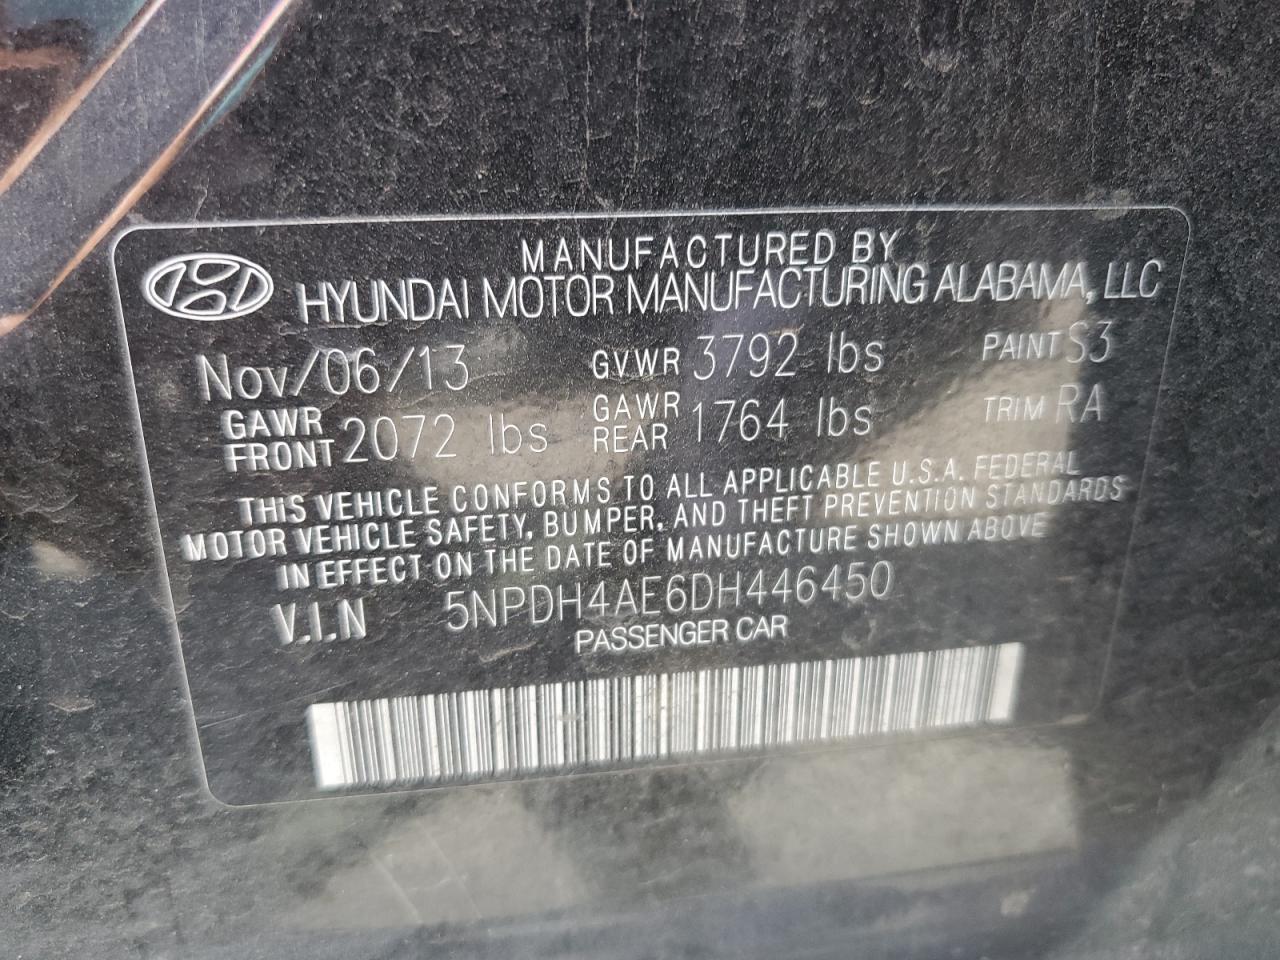 MANUFACTURED BY
HYUNDAI MOTOR MANUFACTURING ALABAMA, LLC
Nov/06/13 GVWR 3792 lbs PAINT S3
GAWR FRONT 2072 lbs GAWR REAR 1764 lbs TRIM RA
THIS VEHICLE CONFORMS TO ALL APPLICABLE U.S.A. FEDERAL
MOTOR VEHICLE SAFETY, BUMPER, AND THEFT PREVENTION STANDARDS
IN EFFECT ON THE DATE OF MANUFACTURE SHOWN ABOVE
V.I.N 5NPDH4AE6DH446450
PASSENGER CAR